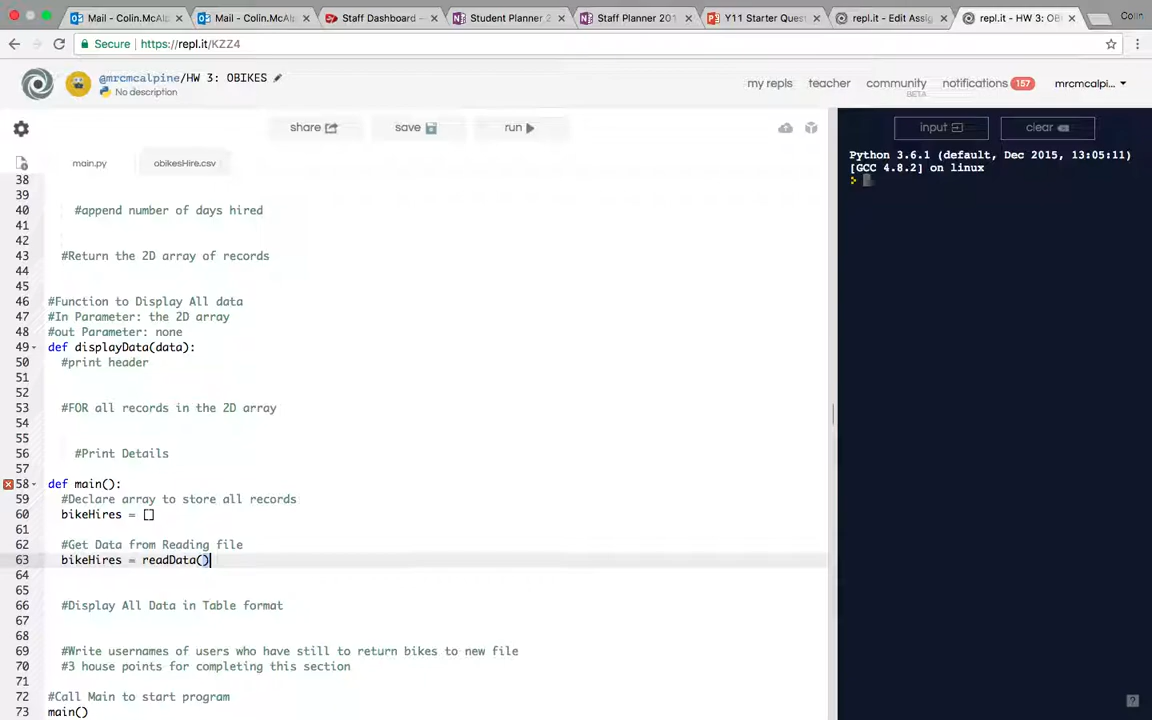 Mail - Colin.McAl
Mail - Colin.McAl
Staff Dashboard -
Student Planner 2
Staff Planner 201
Y11 Starter Quest
repl.it - Edit Assig
repl.it - HW 3: OB
Colin
Secure
https://repl.it/KZZ4
@mrcmcalpine/HW 3: OBIKES
No description
my repls
teacher
community
BETA
notifications
157
mrcmcalpi...
share
save
run
input
clear
main.py
obikesHire.csv
Python 3.6.1 (default, Dec 2015, 13:05:11)
[GCC 4.8.2] on linux
38
39
40 #append number of days hired
41
42
43 #Return the 2D array of records
44
45
46 #Function to Display All data
47 #In Parameter: the 2D array
48 #out Parameter: none
49 def displayData(data):
50 #print header
51
52
53 #FOR all records in the 2D array
54
55
56 #Print Details
57
58 def main():
59 #Declare array to store all records
60 bikeHires = []
61
62 #Get Data from Reading file
63 bikeHires = readData()
64
65
66 #Display All Data in Table format
67
68
69 #Write usernames of users who have still to return bikes to new file
70 #3 house points for completing this section
71
72 #Call Main to start program
73 main()